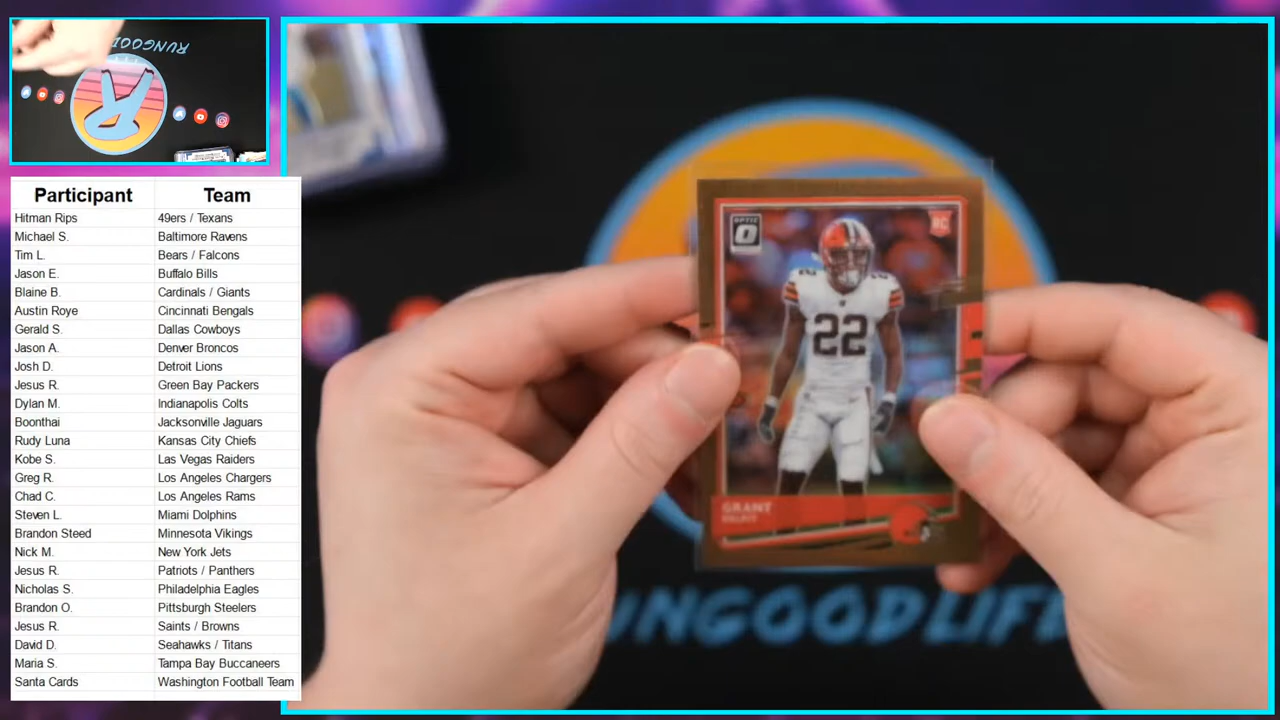 RUNGOODLIFE
Participant Team
Hitman Rips 49ers / Texans
Michael S. Baltimore Ravens
Tim L. Bears / Falcons
Jason E. Buffalo Bills
Blaine B. Cardinals / Giants
Austin Roye Cincinnati Bengals
Gerald S. Dallas Cowboys
Jason A. Denver Broncos
Josh D. Detroit Lions
Jesus R. Green Bay Packers
Dylan M. Indianapolis Colts
Boonthai Jacksonville Jaguars
Rudy Luna Kansas City Chiefs
Kobe S. Las Vegas Raiders
Greg R. Los Angeles Chargers
Chad C. Los Angeles Rams
Steven L. Miami Dolphins
Brandon Steed Minnesota Vikings
Nick M. New York Jets
Jesus R. Patriots / Panthers
Nicholas S. Philadelphia Eagles
Brandon O. Pittsburgh Steelers
Jesus R. Saints / Browns
David D. Seahawks / Titans
Maria S. Tampa Bay Buccaneers
Santa Cards Washington Football Team
OPTIC
RC
22
22
GRANT
DELPIT
UNGOODLIF